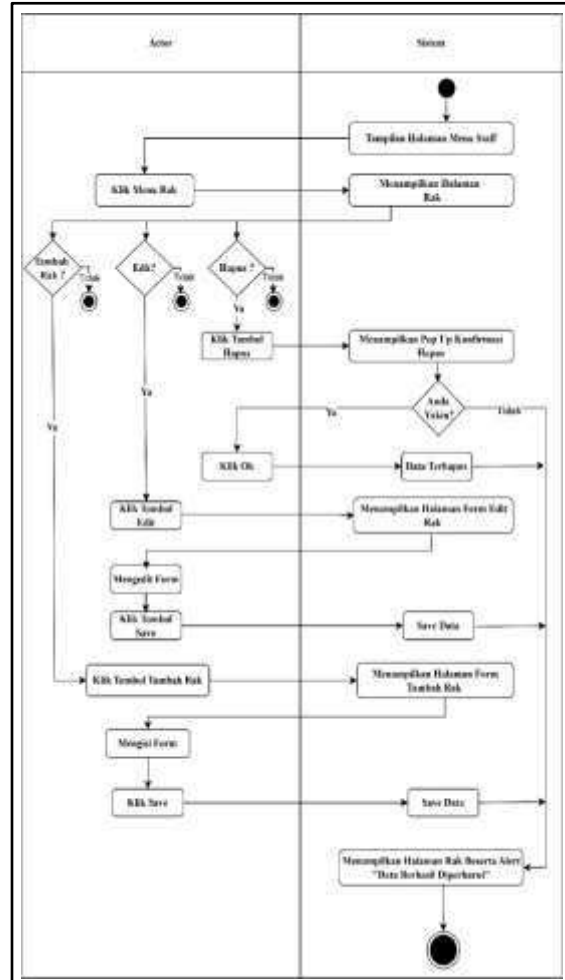 Actor
Sistem
Tampilan Halaman Menu Staff
Klik Menu Rak
Menampilkan Halaman
Rak
Tambah
Rak ?
Tidak
Edit?
Tidak
Hapus ?
Tidak
Ya
Klik Tombol
Hapus
Menampilkan Pop Up Konfirmasi
Hapus
Ya
Anda
Yakin?
Tidak
Ya
Ya
Klik Ok
Data Terhapus
Klik Tombol
Edit
Menampilkan Halaman Form Edit
Rak
Mengedit Form
Klik Tombol
Save
Save Data
Klik Tombol Tambah Rak
Menampilkan Halaman Form
Tambah Rak
Mengisi Form
Klik Save
Save Data
Menampilkan Halaman Rak Beserta Alert
"Data Berhasil Diperbarui"